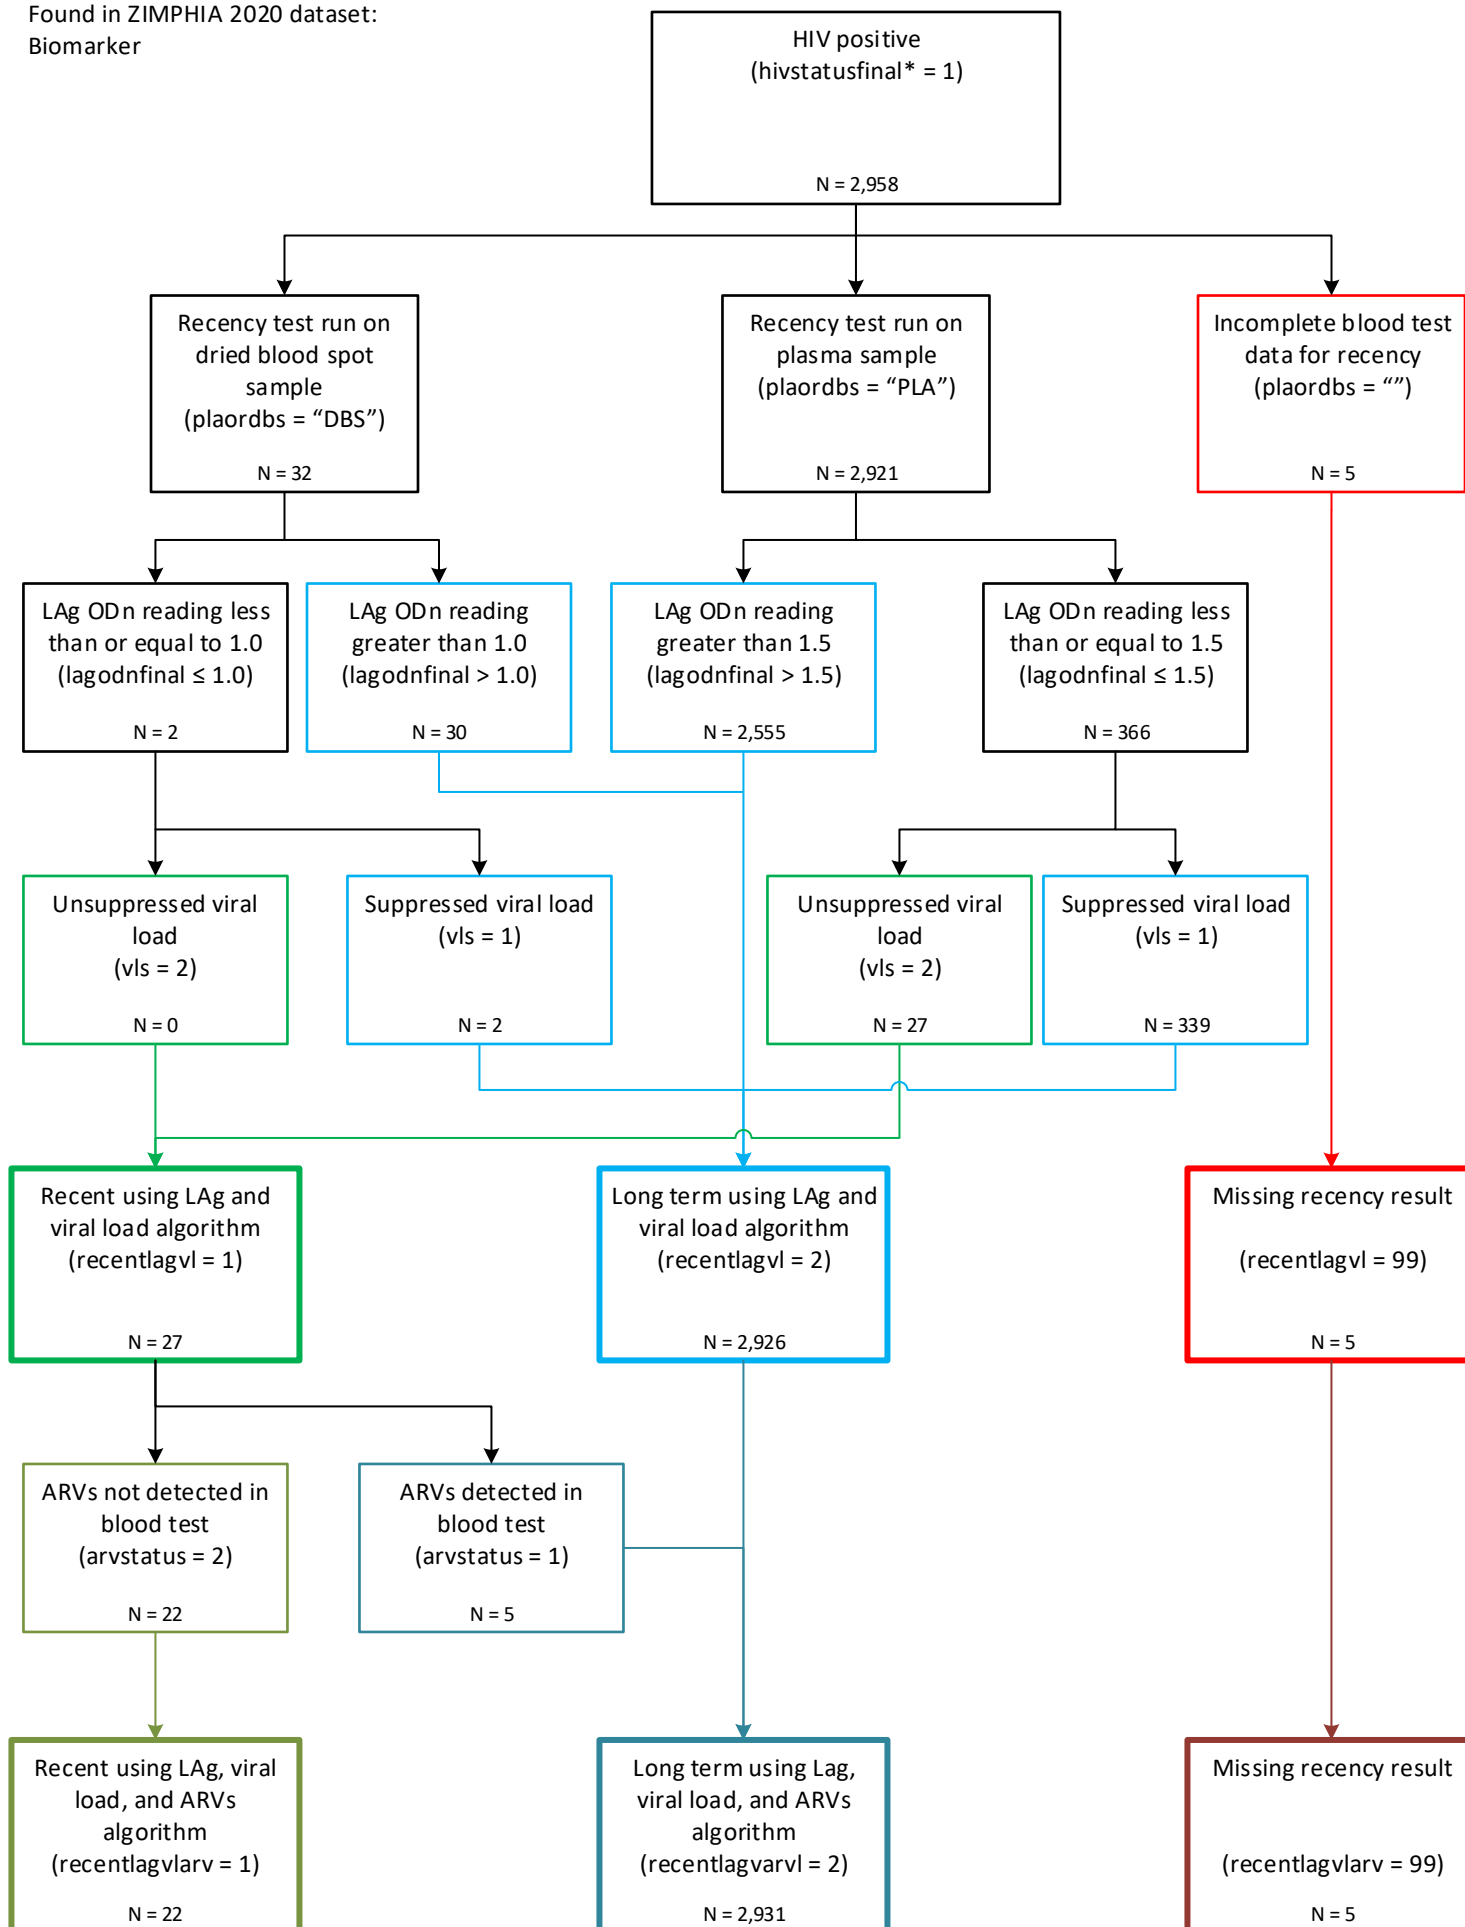 Found in ZIMPHIA 2020 dataset:
Biomarker
HIV positive
(hivstatusfinal* = 1)
N = 2,958
Recency test run on
dried blood spot
sample
(plaordbs = “DBS”)
N = 32
Recency test run on
plasma sample
(plaordbs = “PLA”)
N = 2,921
Incomplete blood test
data for recency
(plaordbs = “”)
N = 5
LAg ODn reading less
than or equal to 1.0
(lagodnfinal ≤ 1.0)
N = 2
LAg ODn reading
greater than 1.0
(lagodnfinal > 1.0)
N = 30
LAg ODn reading
greater than 1.5
(lagodnfinal > 1.5)
N = 2,555
LAg ODn reading less
than or equal to 1.5
(lagodnfinal ≤ 1.5)
N = 366
Unsuppressed viral
load
(vls = 2)
N = 0
Suppressed viral load
(vls = 1)
N = 2
Unsuppressed viral
load
(vls = 2)
N = 27
Suppressed viral load
(vls = 1)
N = 339
Recent using LAg and
viral load algorithm
(recentlagvl = 1)
N = 27
Long term using LAg and
viral load algorithm
(recentlagvl = 2)
N = 2,926
Missing recency result
(recentlagvl = 99)
N = 5
ARVs not detected in
blood test
(arvstatus = 2)
N = 22
ARVs detected in
blood test
(arvstatus = 1)
N = 5
Recent using LAg, viral
load, and ARVs
algorithm
(recentlagvlarv = 1)
N = 22
Long term using Lag,
viral load, and ARVs
algorithm
(recentlagvarvl = 2)
N = 2,931
Missing recency result
(recentlagvlarv = 99)
N = 5